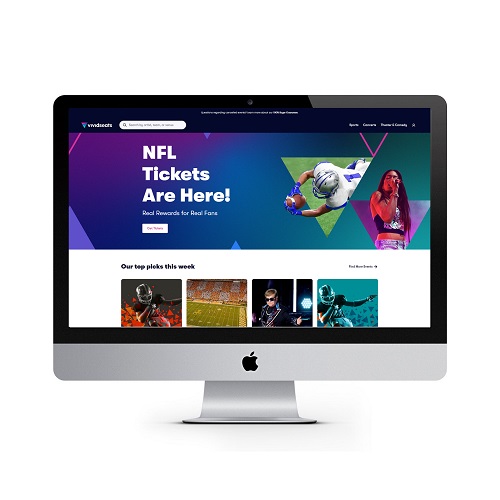 Questions regarding canceled events? Learn more about our 100% Buyer Guarantee.
vividseats
Search by artist, team, or venue
Sports
Concerts
Theater & Comedy
NFL
Tickets
Are Here!
Real Rewards for Real Fans
Get Tickets
Our top picks this week
Find More Events